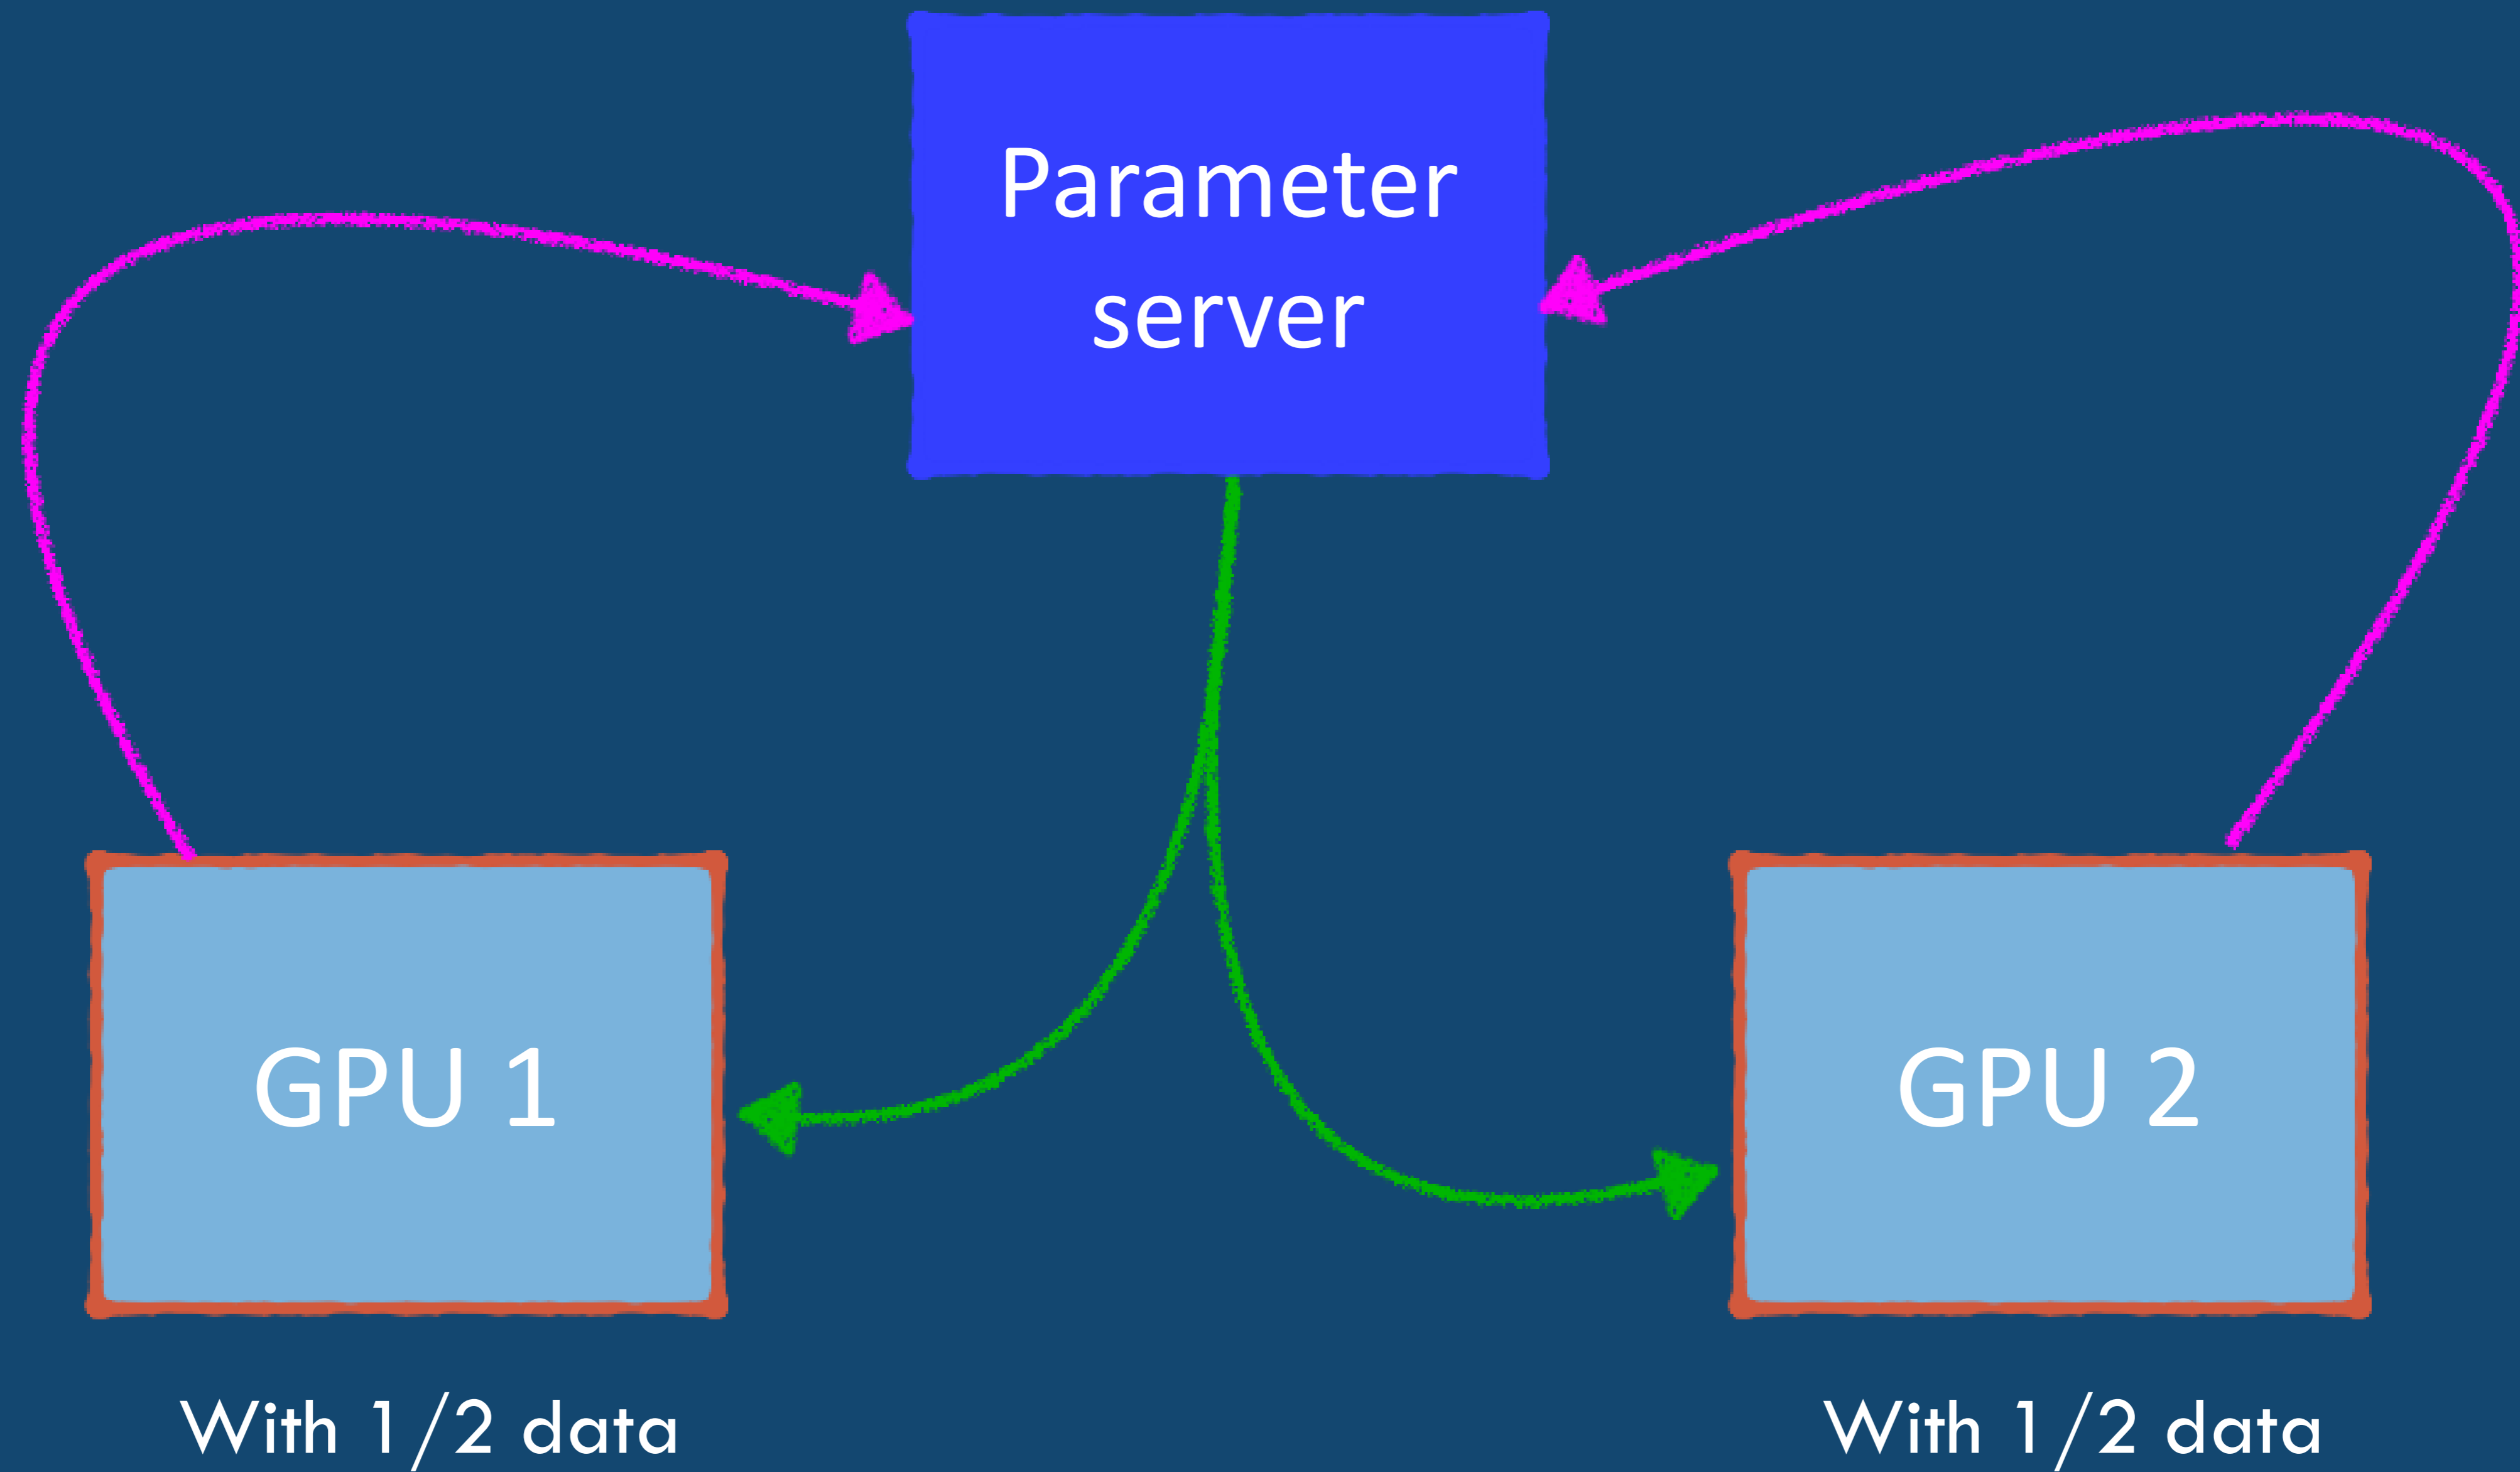 Parameter
server
GPU 1
GPU 2
With 1/2 data
With 1/2 data